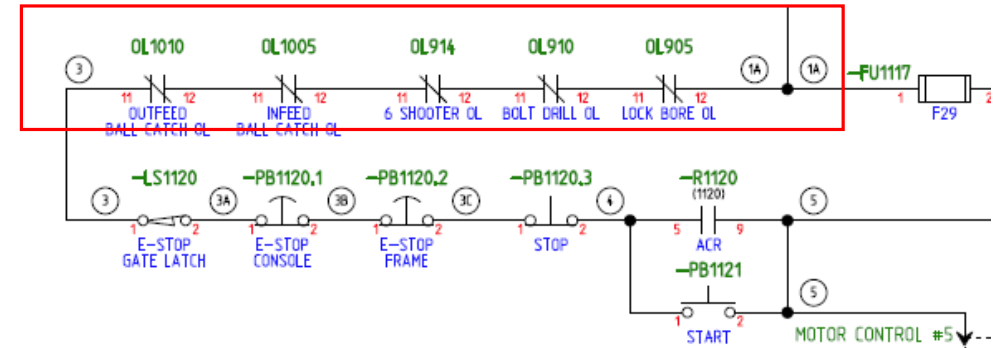 OL1010 OL1005 OL914 OL910 OL905
3 1A 1A -FU1117
11 12 11 12 11 12 11 12 11 12 1 2
OUTFEED INFEED 6 SHOOTER OL BOLT DRILL OL LOCK BORE OL F29
BALL CATCH OL BALL CATCH OL
-LS1120 -PB1120.1 -PB1120.2 -PB1120.3 -R1120
(1120)
3 3A 3B 3C 4 5
1 2 1 2 1 2 1 2 5 9
E-STOP E-STOP E-STOP STOP ACR
GATE LATCH CONSOLE FRAME
-PB1121
5
1 2
START MOTOR CONTROL #5